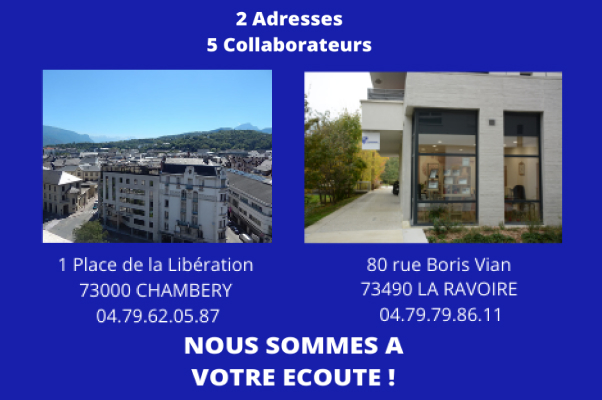 2 Adresses
5 Collaborateurs
1 Place de la Libération
73000 CHAMBERY
04.79.62.05.87
80 rue Boris Vian
73490 LA RAVOIRE
04.79.79.86.11
NOUS SOMMES A
VOTRE ECOUTE !